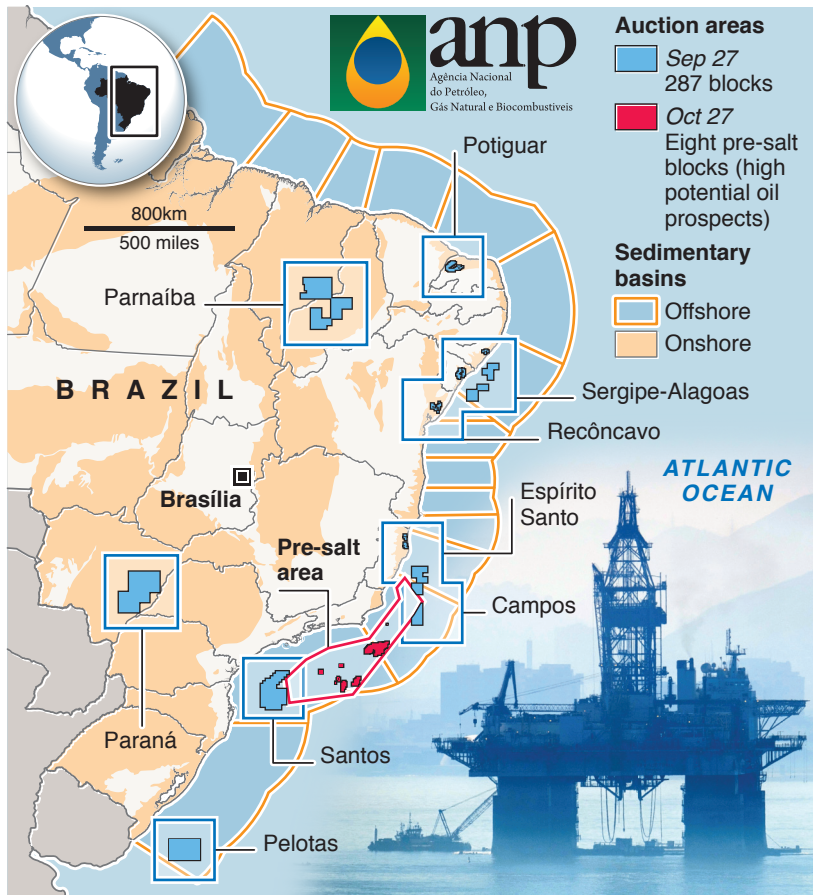 anp
Agência Nacional
do Petróleo,
Gás Natural e Biocombustiveis
Auction areas
Sep 27
287 blocks
Oct 27
Eight pre-salt
blocks (high
potential oil
prospects)
Sedimentary
basins
Offshore
Onshore
800km
500 miles
Potiguar
Parnaíba
BRAZIL
Sergipe-Alagoas
Recôncavo
ATLANTIC
OCEAN
Brasília
Espírito
Santo
Pre-salt
area
Campos
Paraná
Santos
Pelotas